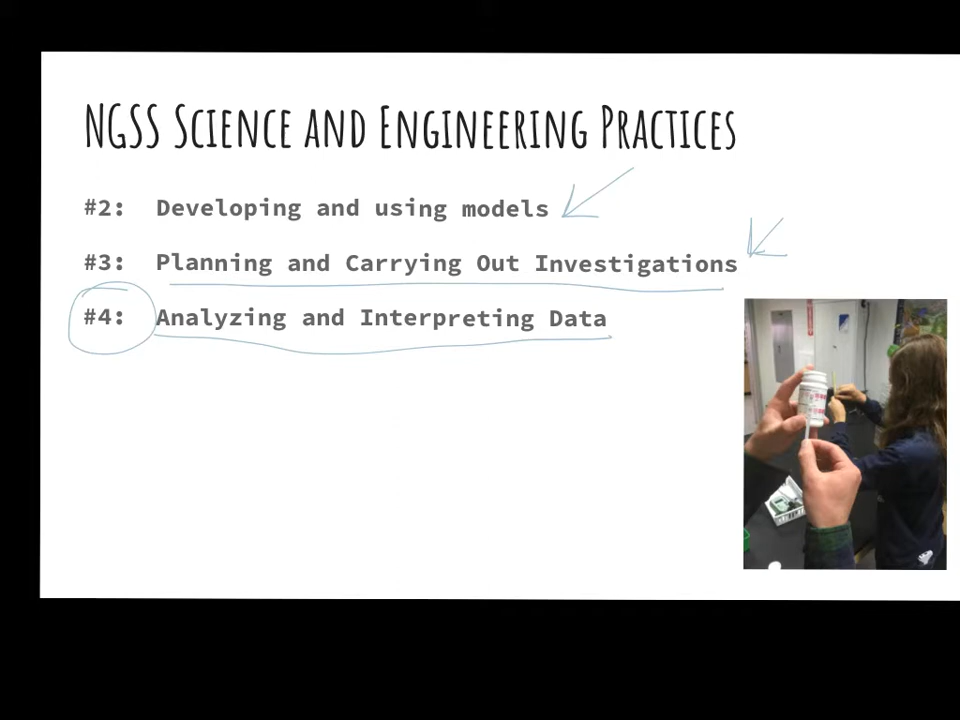 NGSS Science and Engineering Practices
#2: Developing and using models
#3: Planning and Carrying Out Investigations
#4: Analyzing and Interpreting Data